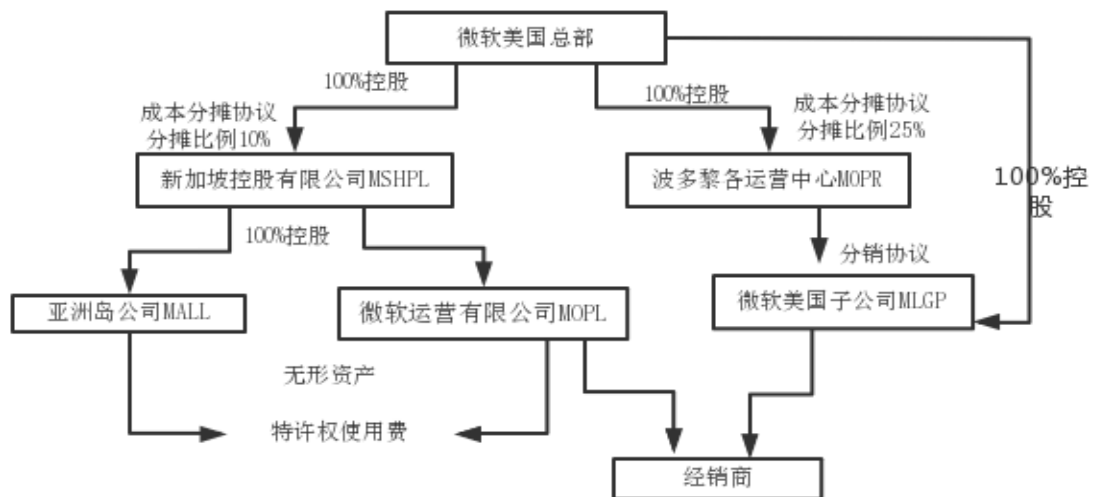 微软美国总部
100%控股
100%控股
成本分摊协议
分摊比例10%
成本分摊协议
分摊比例25%
新加坡控股有限公司MSHPL
波多黎各运营中心MOPR
100%控
股
100%控股
分销协议
亚洲岛公司MALL
微软运营有限公司MOPL
微软美国子公司MLGP
无形资产
特许权使用费
经销商